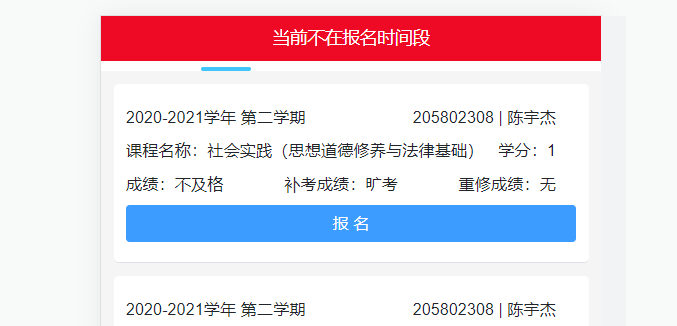 当前不在报名时间段
2020-2021学年 第二学期 205802308 | 陈宇杰
课程名称：社会实践（思想道德修养与法律基础） 学分：1
成绩：不及格 补考成绩：旷考 重修成绩：无
报 名
2020-2021学年 第二学期 205802308 | 陈宇杰